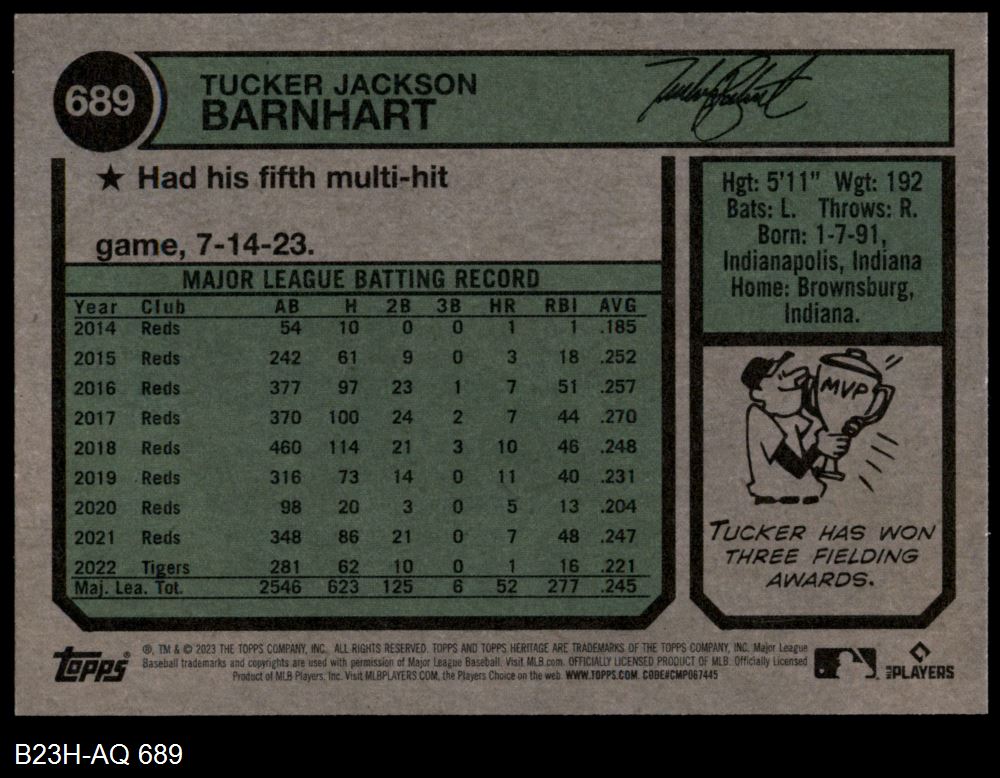 689
TUCKER JACKSON
BARNHART
★ Had his fifth multi-hit
game, 7-14-23.
MAJOR LEAGUE BATTING RECORD
Year Club AB H 2B 3B HR RBI AVG
2014 Reds 54 10 0 0 1 1 .185
2015 Reds 242 61 9 0 3 18 .252
2016 Reds 377 97 23 1 7 51 .257
2017 Reds 370 100 24 2 7 44 .270
2018 Reds 460 114 21 3 10 46 .248
2019 Reds 316 73 14 0 11 40 .231
2020 Reds 98 20 3 0 5 13 .204
2021 Reds 348 86 21 0 7 48 .247
2022 Tigers 281 62 10 0 1 16 .221
Maj. Lea. Tot. 2546 623 125 6 52 277 .245
Hgt: 5'11" Wgt: 192
Bats: L. Throws: R.
Born: 1-7-91,
Indianapolis, Indiana
Home: Brownsburg,
Indiana.
MVP
TUCKER HAS WON
THREE FIELDING
AWARDS.
Topps®
®, TM & © 2023 THE TOPPS COMPANY, INC. ALL RIGHTS RESERVED. TOPPS AND TOPPS HERITAGE ARE TRADEMARKS OF THE TOPPS COMPANY, INC. Major League
Baseball trademarks and copyrights are used with permission of Major League Baseball. Visit MLB.com. OFFICIALLY LICENSED PRODUCT OF MLB. Officially Licensed
Product of MLB Players, Inc. Visit MLBPLAYERS.COM, the Players Choice on the web. WWW.TOPPS.COM. CODE#CMP067445
MLB PLAYERS
B23H-AQ 689